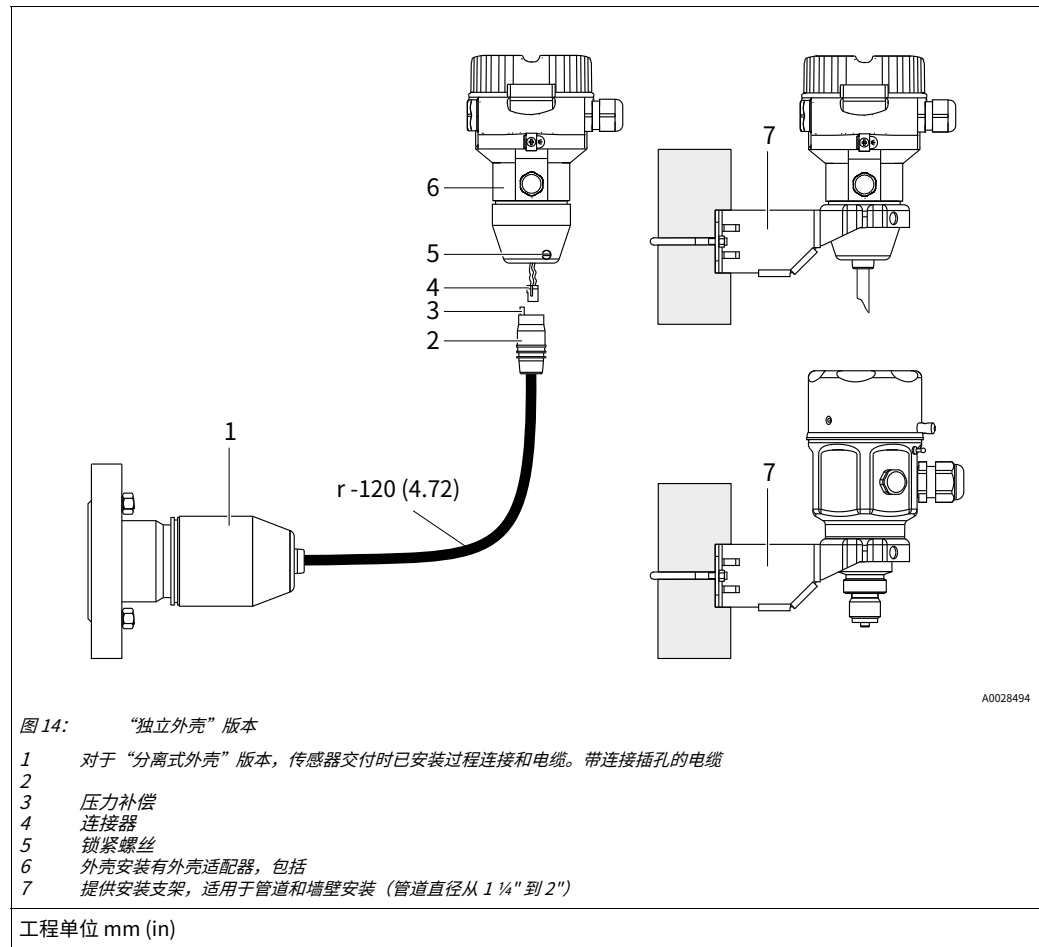 7
6
5
4
3
2
1
r -120 (4.72)
7
A0028494
图 14: “独立外壳”版本
1 对于“分离式外壳”版本，传感器交付时已安装过程连接和电缆。带连接插孔的电缆
2
3 压力补偿
4 连接器
5 锁紧螺丝
6 外壳安装有外壳适配器，包括
7 提供安装支架，适用于管道和墙壁安装（管道直径从 1 ¼" 到 2"）
工程单位 mm (in)